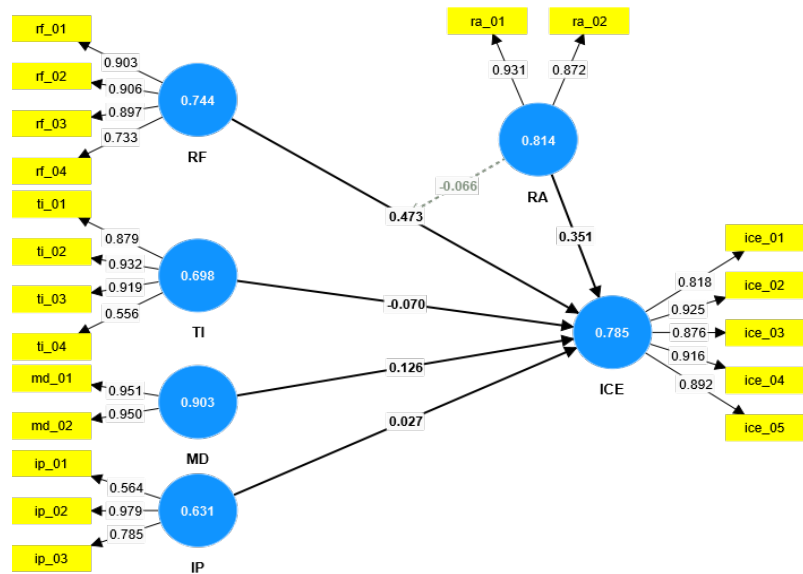 rf_01
rf_02
rf_03
rf_04
0.903
0.906
0.897
0.733
0.744
RF
ti_01
ti_02
ti_03
ti_04
0.879
0.932
0.919
0.556
0.698
TI
md_01
md_02
0.951
0.950
0.903
MD
ip_01
ip_02
ip_03
0.564
0.979
0.785
0.631
IP
ra_01
ra_02
0.931
0.872
0.814
RA
-0.066
0.473
0.351
-0.070
0.126
0.027
0.785
ICE
0.818
0.925
0.876
0.916
0.892
ice_01
ice_02
ice_03
ice_04
ice_05